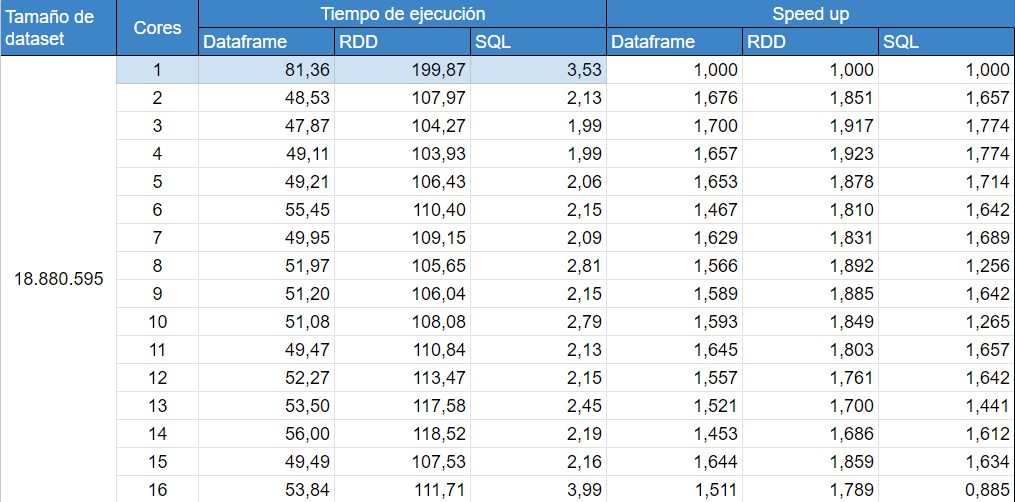 Tamaño de dataset Cores Tiempo de ejecución Speed up
Dataframe RDD SQL Dataframe RDD SQL
1 81,36 199,87 3,53 1,000 1,000 1,000
2 48,53 107,97 2,13 1,676 1,851 1,657
3 47,87 104,27 1,99 1,700 1,917 1,774
4 49,11 103,93 1,99 1,657 1,923 1,774
5 49,21 106,43 2,06 1,653 1,878 1,714
6 55,45 110,40 2,15 1,467 1,810 1,642
7 49,95 109,15 2,09 1,629 1,831 1,689
8 51,97 105,65 2,81 1,566 1,892 1,256
18.880.595
9 51,20 106,04 2,15 1,589 1,885 1,642
10 51,08 108,08 2,79 1,593 1,849 1,265
11 49,47 110,84 2,13 1,645 1,803 1,657
12 52,27 113,47 2,15 1,557 1,761 1,642
13 53,50 117,58 2,45 1,521 1,700 1,441
14 56,00 118,52 2,19 1,453 1,686 1,612
15 49,49 107,53 2,16 1,644 1,859 1,634
16 53,84 111,71 3,99 1,511 1,789 0,885